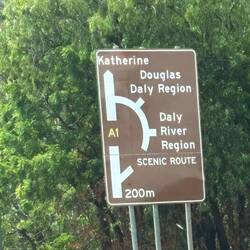 Katherine
Douglas
Daly Region
A1
Daly
River
Region
SCENIC ROUTE
200m